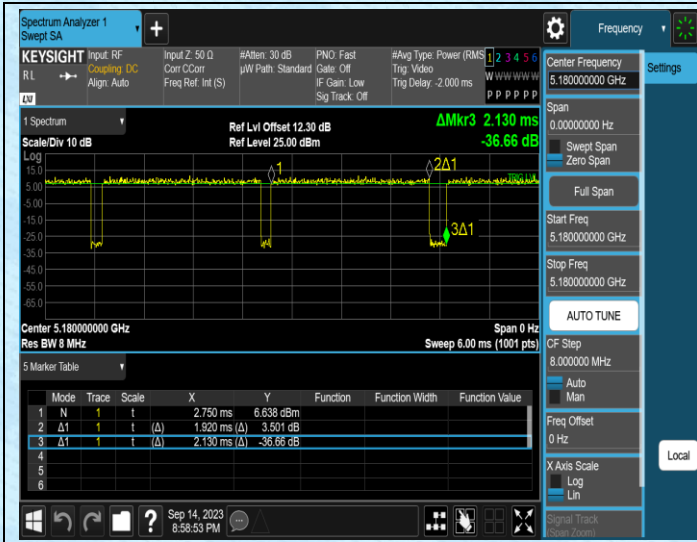 Spectrum Analyzer 1
Swept SA
Frequency
KEYSIGHT
RL
LXI
Input: RF
Coupling: DC
Align: Auto
Input Z: 50 Ω
Corr CCorr
Freq Ref: Int (S)
#Atten: 30 dB
µW Path: Standard
PNO: Fast
Gate: Off
IF Gain: Low
Sig Track: Off
#Avg Type: Power (RMS
Trig: Video
Trig Delay: -2.000 ms
1 2 3 4 5 6
W W W W W W
P P P P P P
1 Spectrum
Scale/Div 10 dB
Log
Ref Lvl Offset 12.30 dB
Ref Level 25.00 dBm
ΔMkr3 2.130 ms
-36.66 dB
15.0
5.00
-5.00
-15.0
-25.0
-35.0
-45.0
-55.0
-65.0
1
2Δ1
3Δ1
TRIG LVL
Center 5.180000000 GHz
Res BW 8 MHz
Span 0 Hz
Sweep 6.00 ms (1001 pts)
5 Marker Table
Mode Trace Scale X Y Function Function Width Function Value
1 N 1 t 2.750 ms 6.638 dBm
2 Δ1 1 t (Δ) 1.920 ms (Δ) 3.501 dB
3 Δ1 1 t (Δ) 2.130 ms (Δ) -36.66 dB
4
5
6
?
Sep 14, 2023
8:58:53 PM
Center Frequency
5.180000000 GHz
Span
0.00000000 Hz
Swept Span
Zero Span
Full Span
Start Freq
5.180000000 GHz
Stop Freq
5.180000000 GHz
AUTO TUNE
CF Step
8.000000 MHz
Auto
Man
Freq Offset
0 Hz
X Axis Scale
Log
Lin
Signal Track
(Span Zoom)
Settings
Local